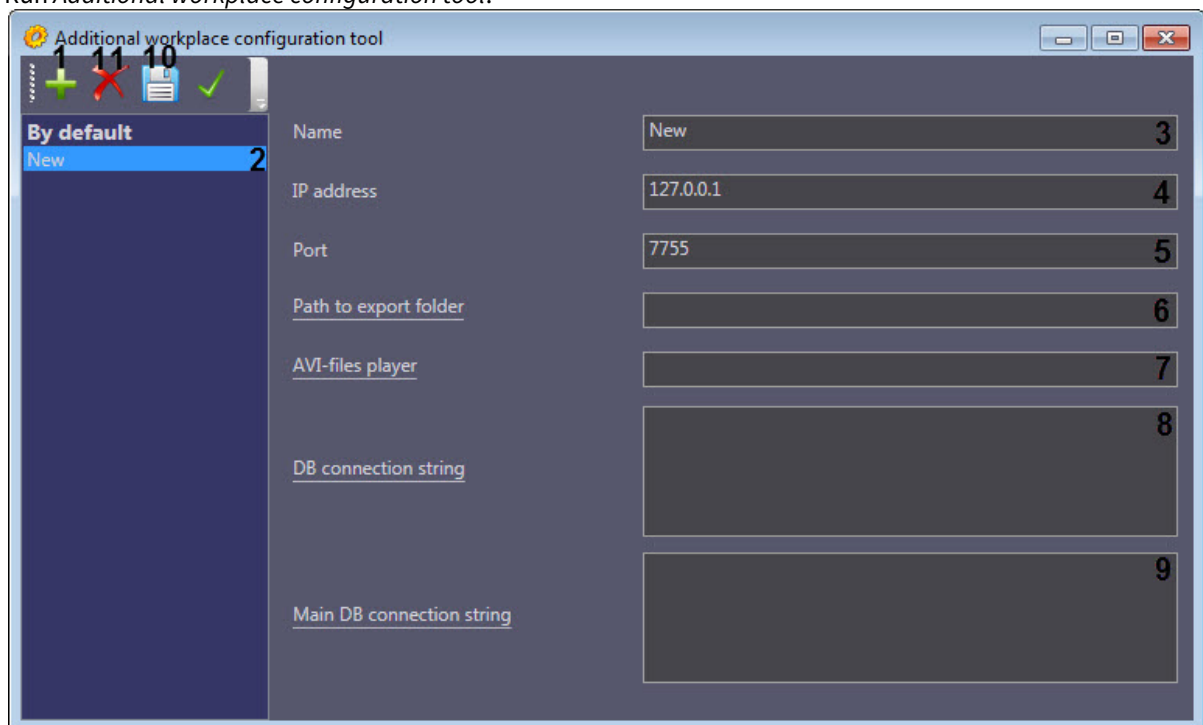 Run Additional workplace configuration tool.
Additional workplace configuration tool
1 11 10
By default
New 2
Name New 3
IP address 127.0.0.1 4
Port 7755 5
Path to export folder 6
AVI-files player 7
8
DB connection string
9
Main DB connection string